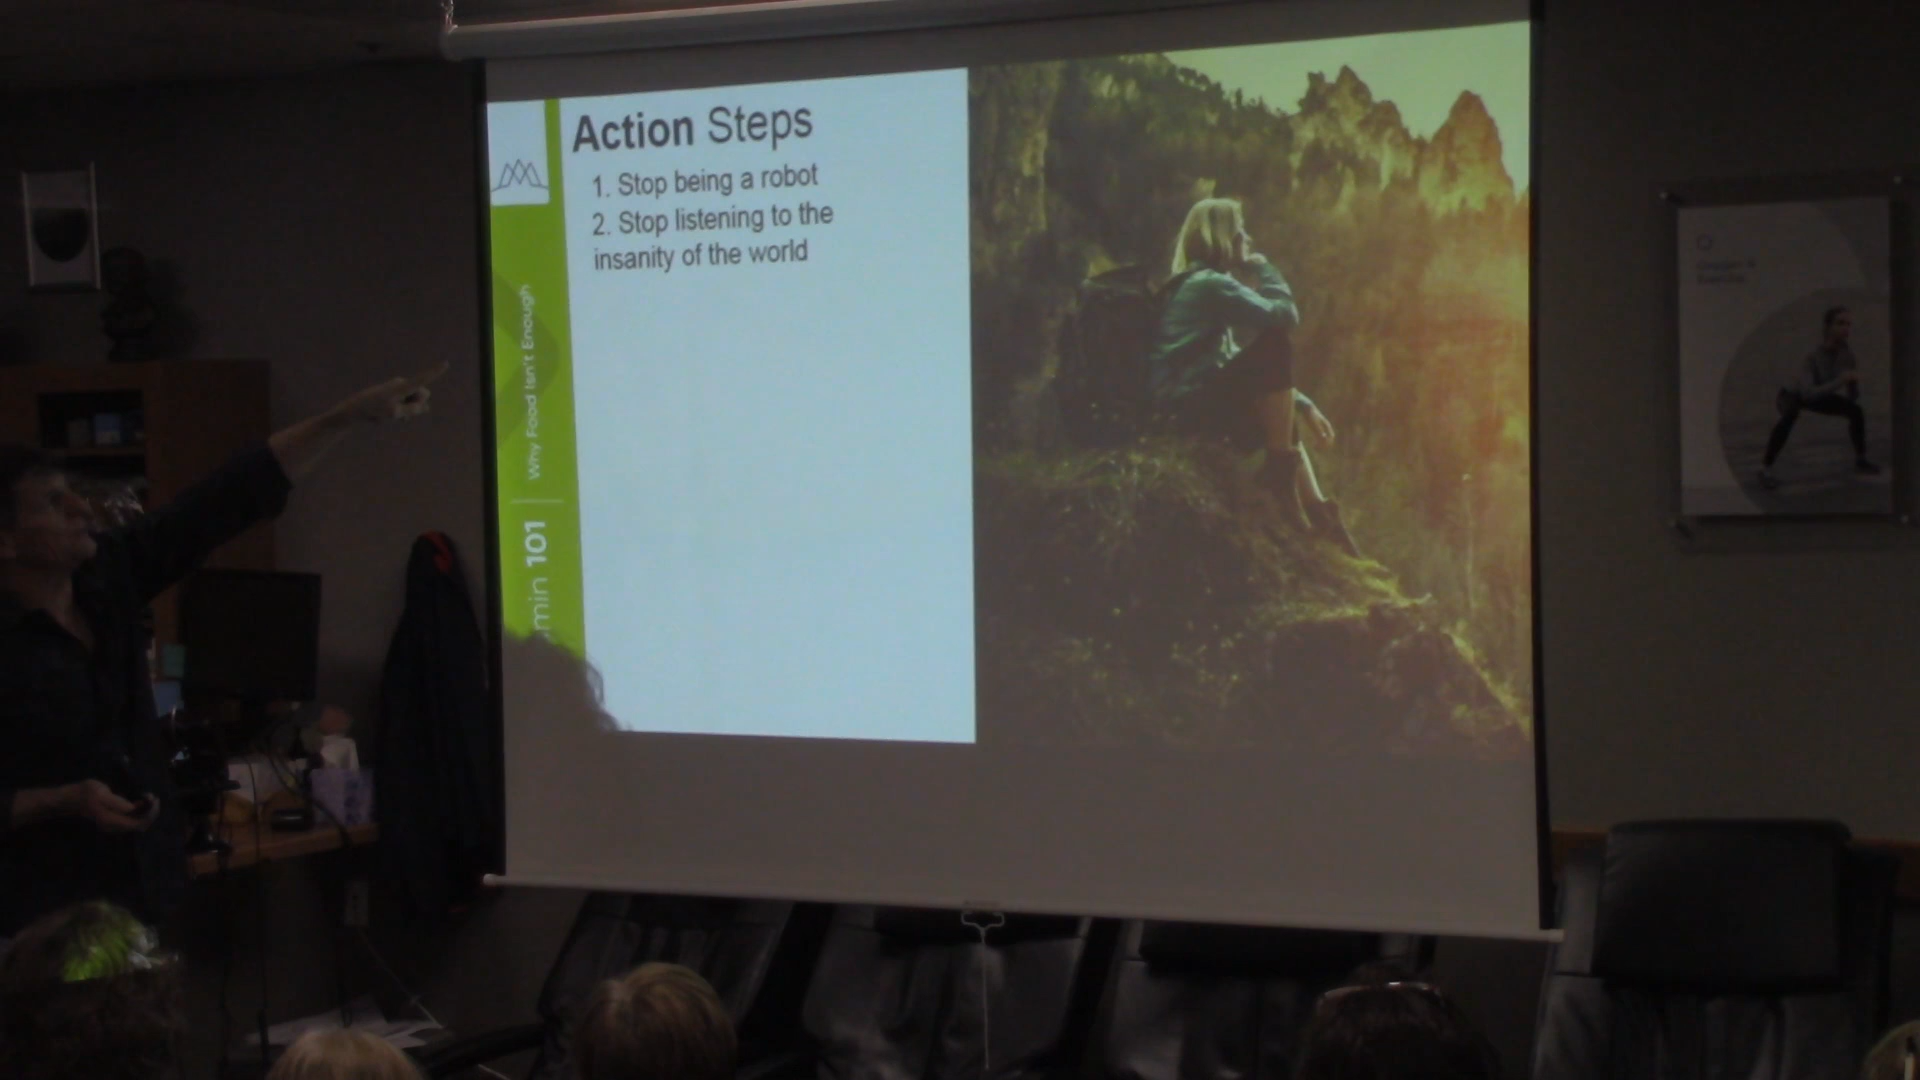 Action Steps
1. Stop being a robot
2. Stop listening to the
insanity of the world
101 | Why Food Isn't Enough